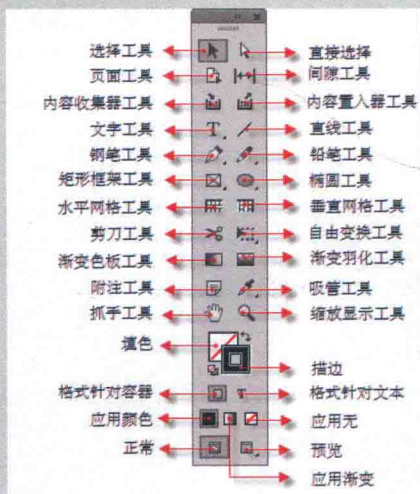 选择工具 直接选择
页面工具 间隙工具
内容收集器工具 内容置入器工具
文字工具 直线工具
钢笔工具 铅笔工具
矩形框架工具 椭圆工具
水平网格工具 垂直网格工具
剪刀工具 自由变换工具
渐变色板工具 渐变羽化工具
附注工具 吸管工具
抓手工具 缩放显示工具
填色
描边
格式针对容器 格式针对文本
应用颜色 应用无
正常 预览
应用渐变